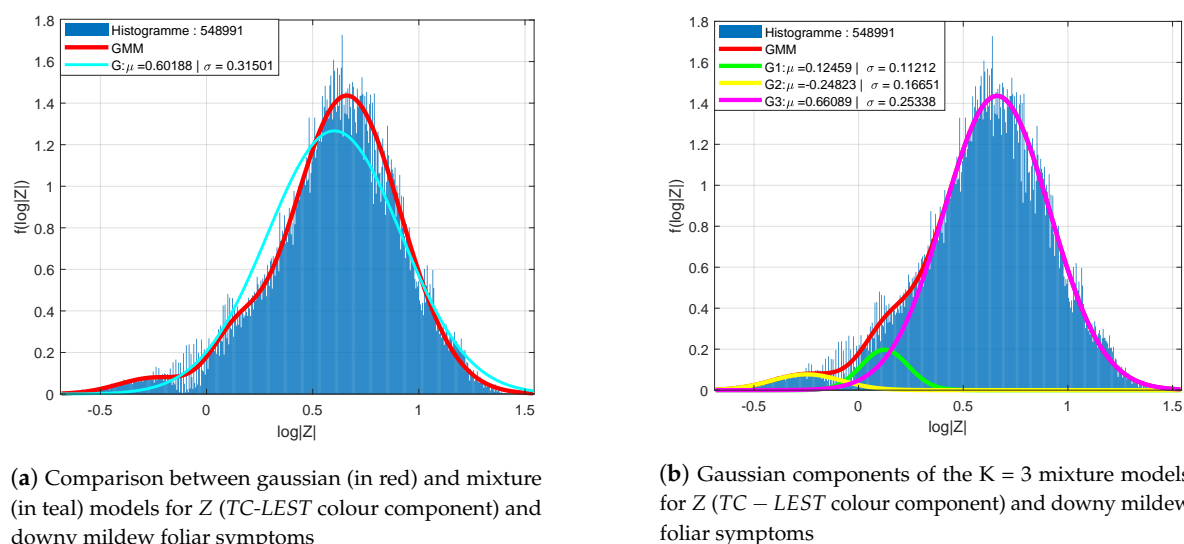 1.8
1.6
1.4
1.2
1
0.8
0.6
0.4
0.2
0
f(log|Z|)
Histogramme : 548991
GMM
G: μ =0.60188 | σ = 0.31501
-0.5 0 0.5 1 1.5
log|Z|
(a) Comparison between gaussian (in red) and mixture
(in teal) models for Z (TC-LEST colour component) and
downy mildew foliar symptoms
1.8
1.6
1.4
1.2
1
0.8
0.6
0.4
0.2
0
f(log|Z|)
Histogramme : 548991
GMM
G1: μ =0.12459 | σ = 0.11212
G2: μ =-0.24823 | σ = 0.16651
G3: μ =0.66089 | σ = 0.25338
-0.5 0 0.5 1 1.5
log|Z|
(b) Gaussian components of the K = 3 mixture models
for Z (TC − LEST colour component) and downy mildew
foliar symptoms